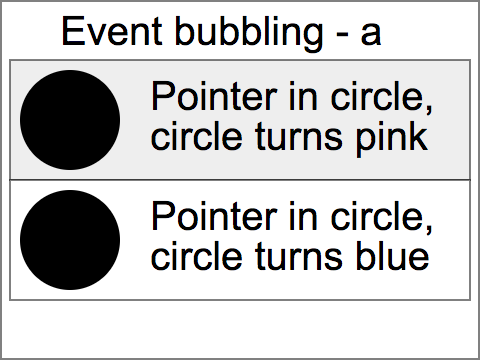 Event bubbling - a
Pointer in circle,
circle turns pink
Pointer in circle,
circle turns blue